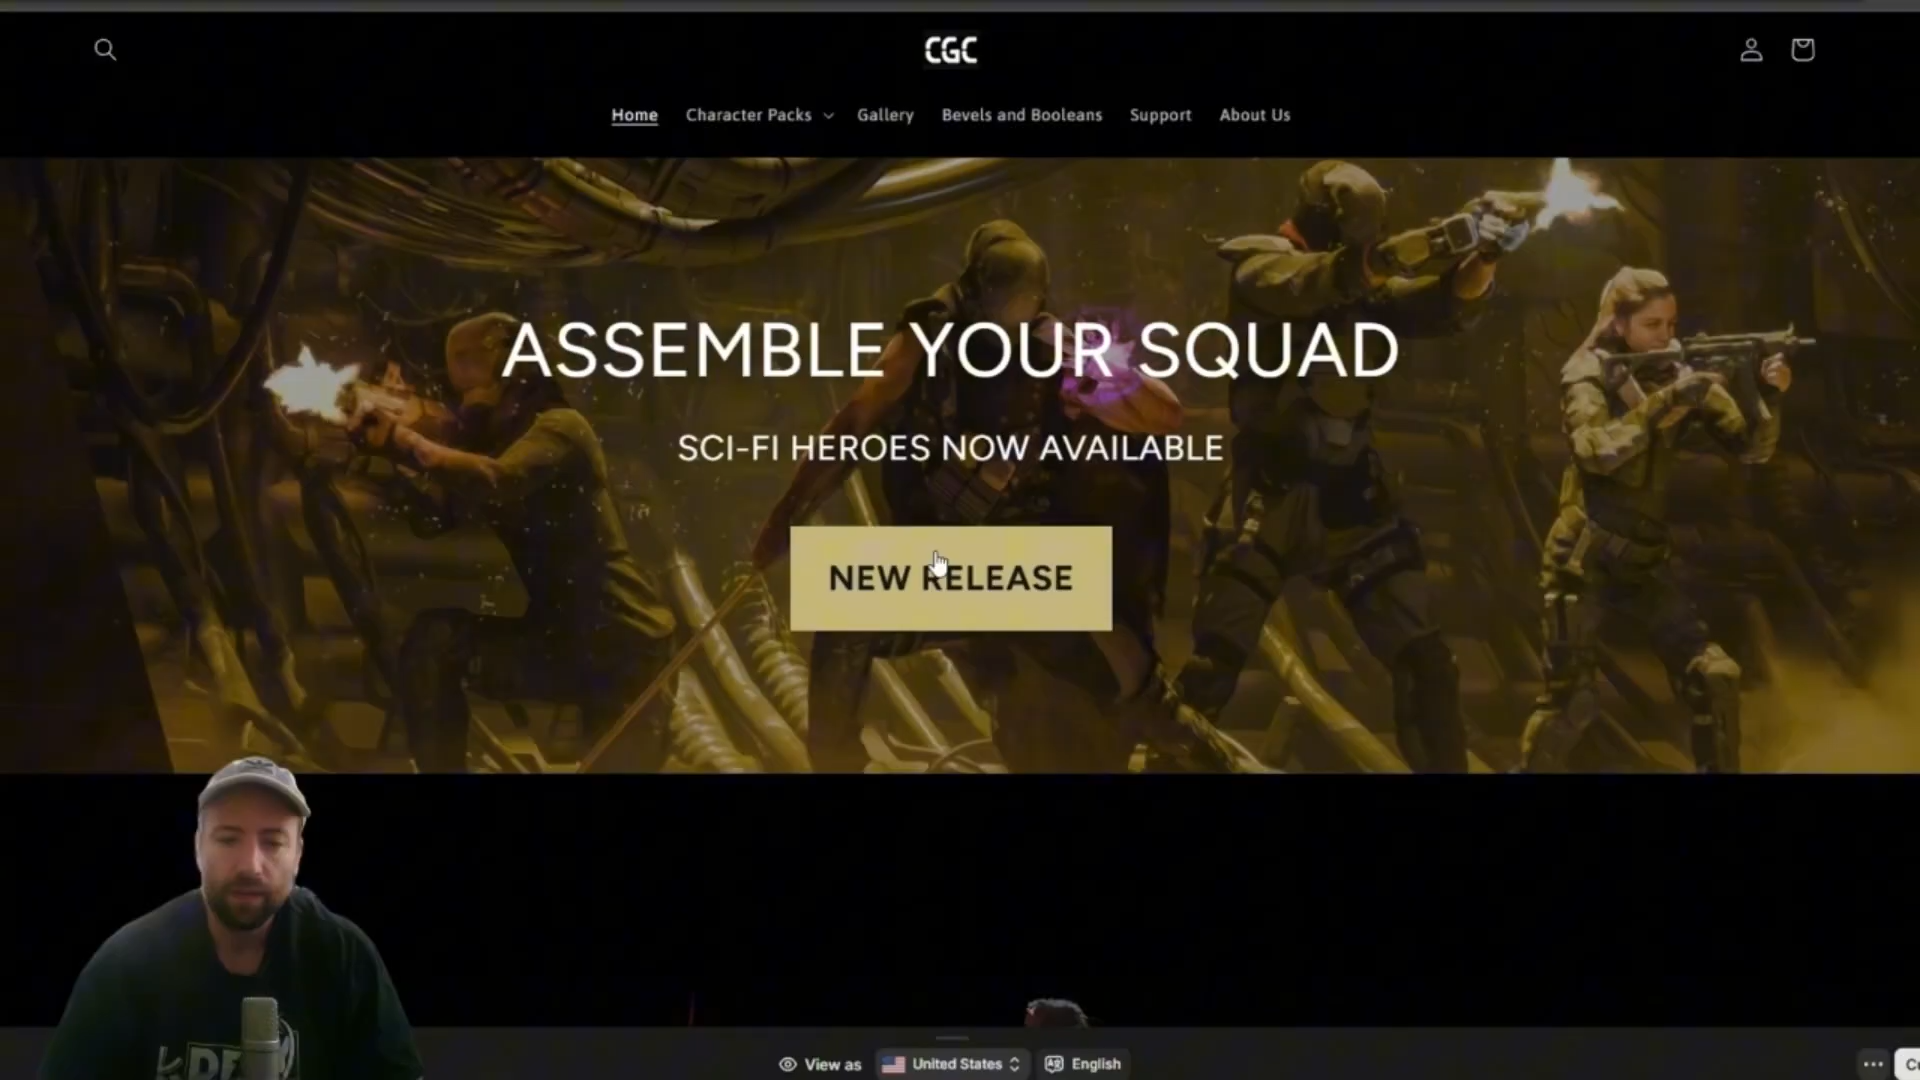 CGC
Home Character Packs Gallery Bevels and Booleans Support About Us
ASSEMBLE YOUR SQUAD
SCI-FI HEROES NOW AVAILABLE
NEW RELEASE
View as United States English